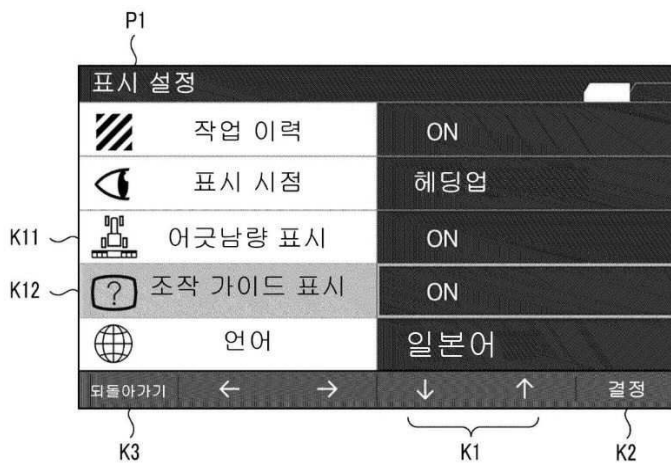 P1
표시 설정
작업 이력 ON
표시 시점 헤딩업
K11 어긋남량 표시 ON
K12 ? 조작 가이드 표시 ON
언어 일본어
되돌아가기 ← → ↓ ↑ 결정
K3 K1 K2